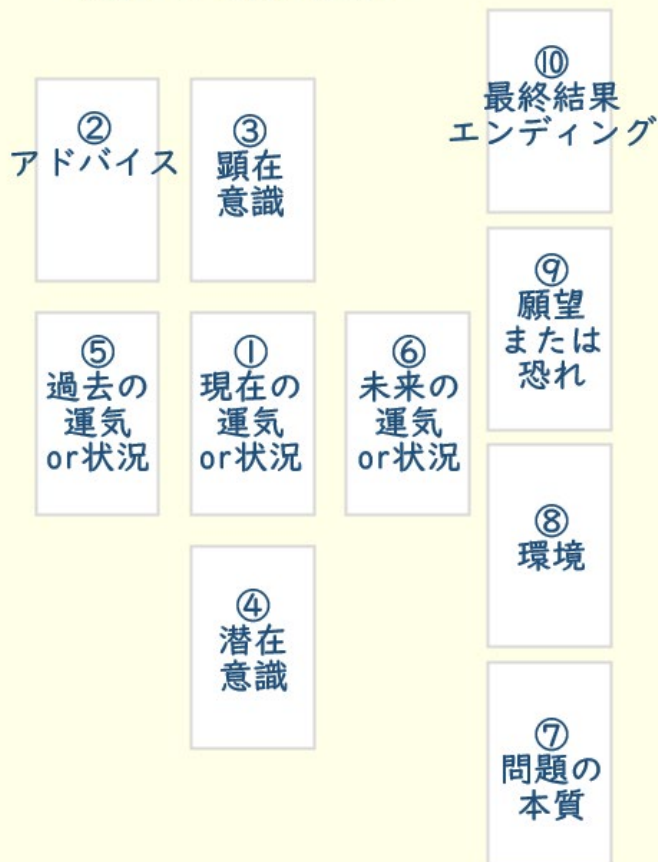 ②
アドバイス
③
顕在
意識
⑤
過去の
運気
or状況
①
現在の
運気
or状況
⑥
未来の
運気
or状況
④
潜在
意識
⑩
最終結果
エンディング
⑨
願望
または
恐れ
⑧
環境
⑦
問題の
本質